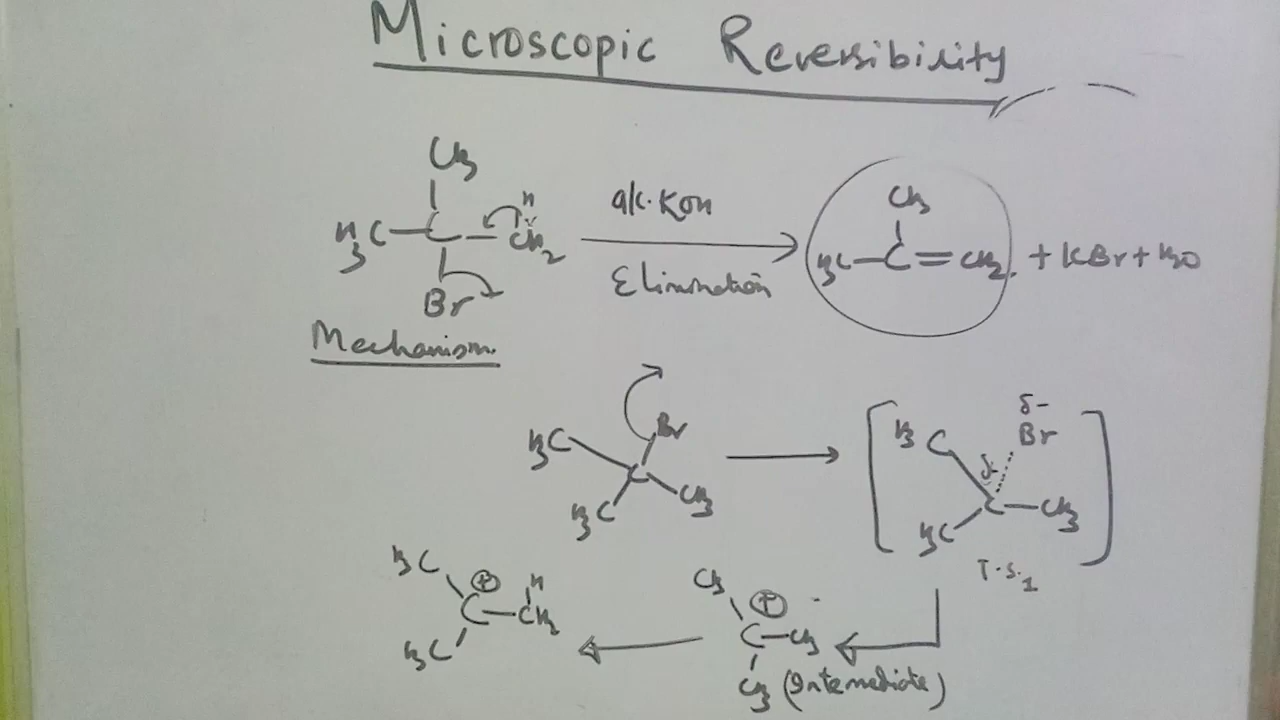 Microscopic Reversibility
CH3
H3C — C — CH2
H
Br
alc. KOH
Elimination
CH3
H3C — C = CH2 + KBr + H2O
Mechanism
H3C
Br
C
H3C
CH3
H3C
δ-
Br
C
CH3
H3C
T.S.1
H3C
⊕
H
C — CH2
H3C
CH3
⊕
C — CH3
CH3 (Intermediate)